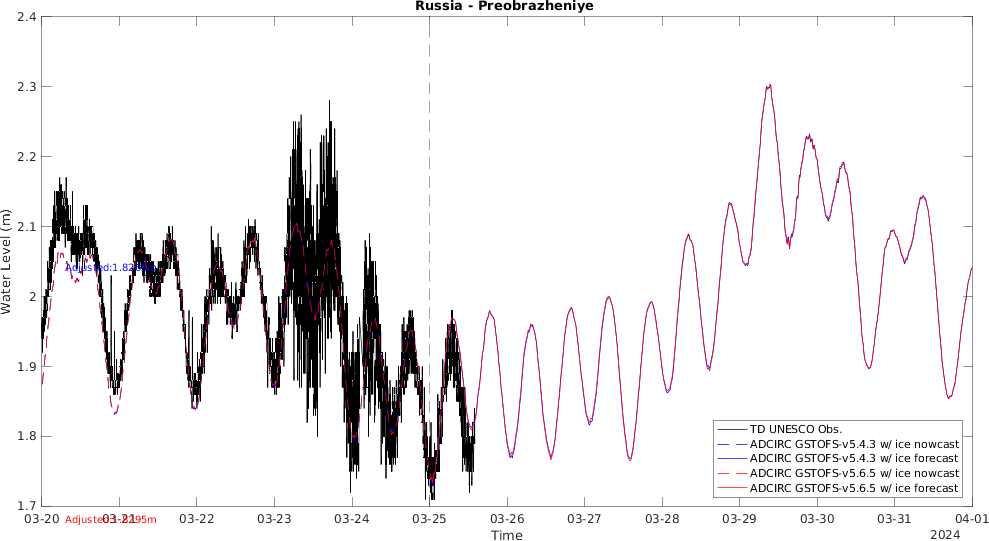 Russia - Preobrazheniye
2.4
2.3
2.2
2.1
2
1.9
1.8
1.7
Water Level (m)
03-20
03-21
03-22
03-23
03-24
03-25
03-26
03-27
03-28
03-29
03-30
03-31
04-01
Time
2024
TD UNESCO Obs.
ADCIRC GSTOFS-v5.4.3 w/ ice nowcast
ADCIRC GSTOFS-v5.4.3 w/ ice forecast
ADCIRC GSTOFS-v5.6.5 w/ ice nowcast
ADCIRC GSTOFS-v5.6.5 w/ ice forecast